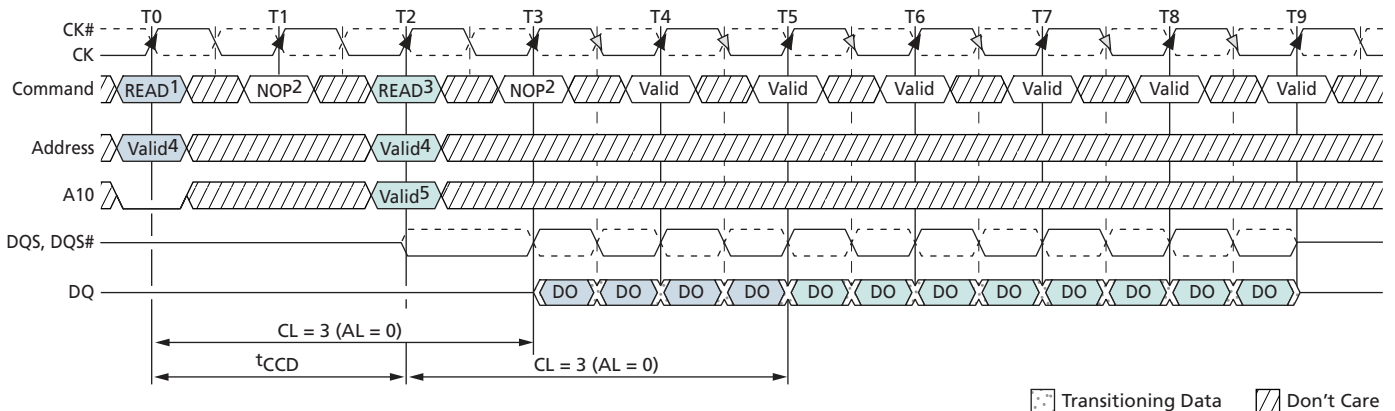 T0 T1 T2 T3 T4 T5 T6 T7 T8 T9
CK#
CK
Command READ1 NOP2 READ3 NOP2 Valid Valid Valid Valid Valid Valid
Address Valid4 Valid4
A10 Valid5
DQS, DQS#
DQ DO DO DO DO DO DO DO DO DO DO DO DO
CL = 3 (AL = 0)
tCCD CL = 3 (AL = 0)
Transitioning Data Don't Care